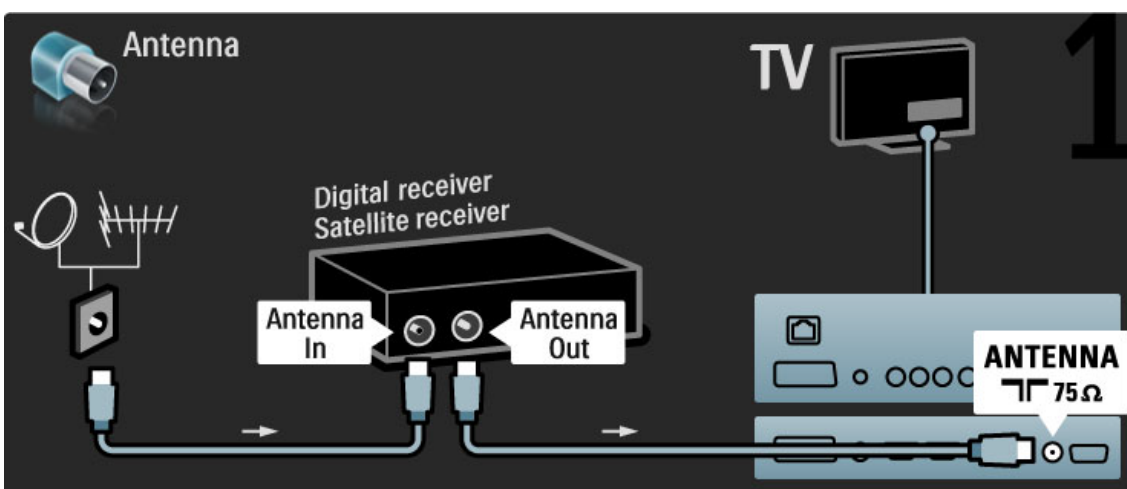 Antenna
TV
1
Digital receiver
Satellite receiver
Antenna
In
Antenna
Out
ANTENNA
75Ω